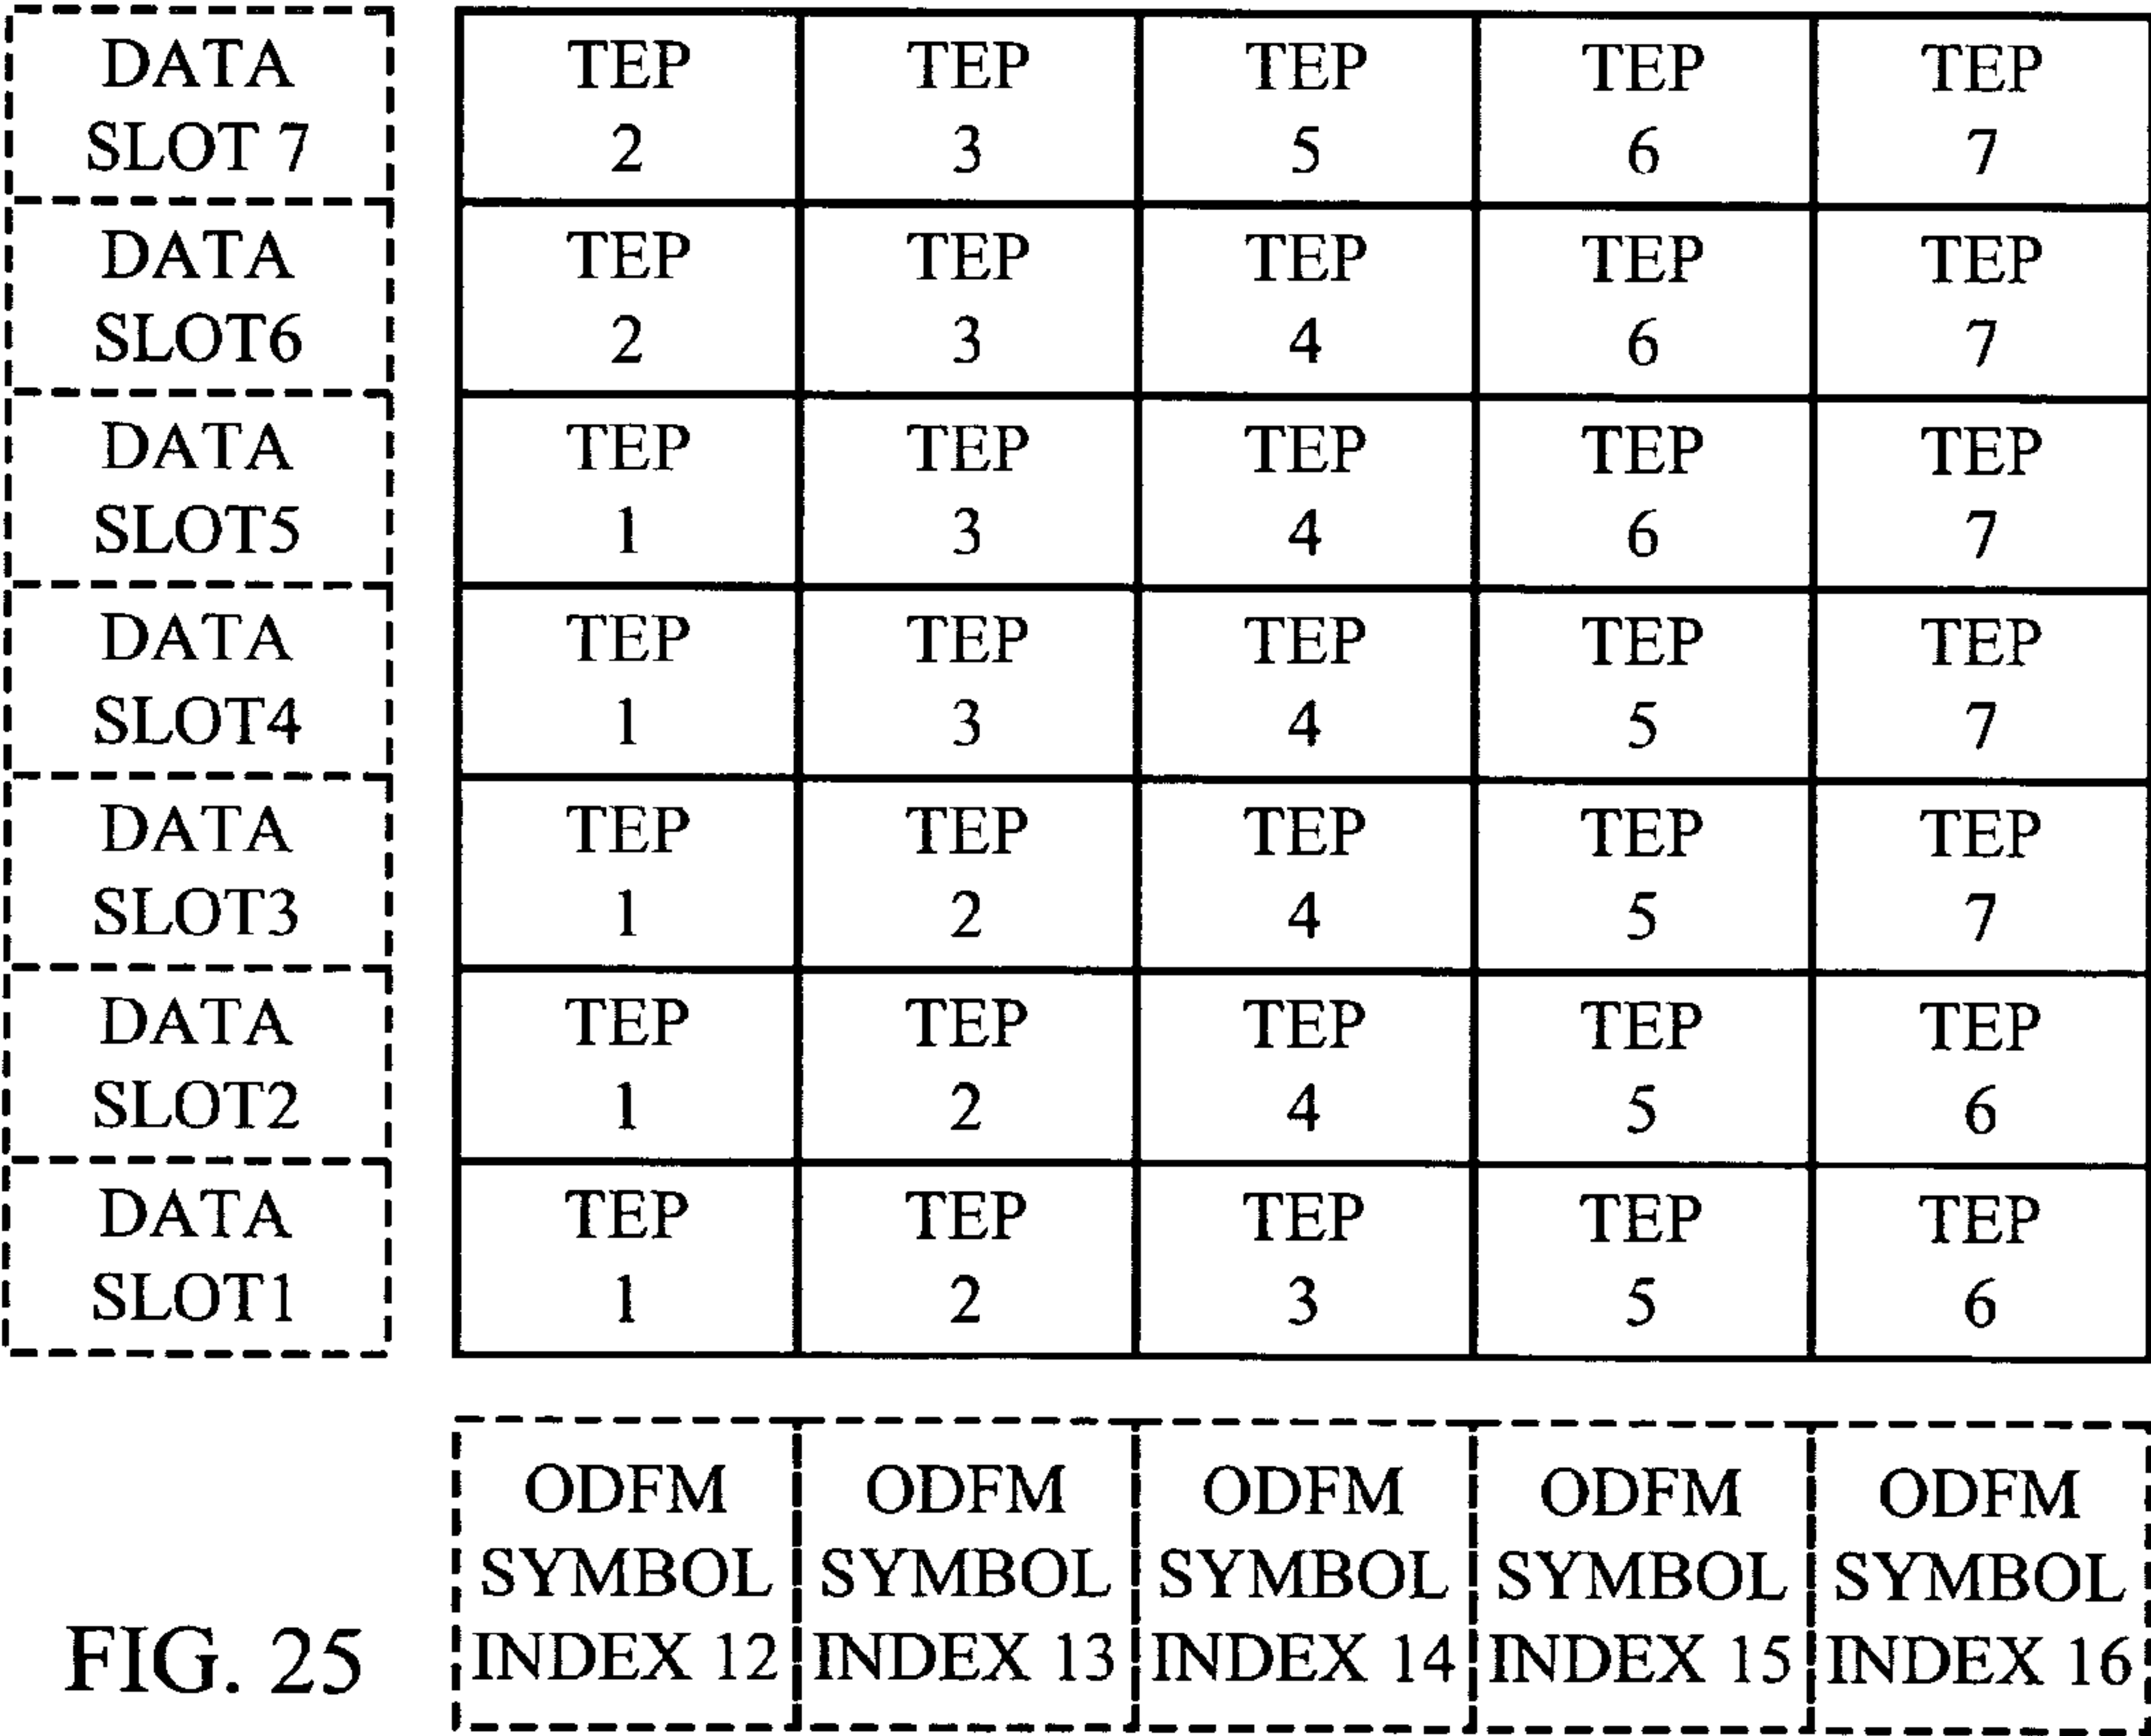 DATA TEP TEP TEP TEP TEP
SLOT 7 2 3 5 6 7
DATA TEP TEP TEP TEP TEP
SLOT6 2 3 4 6 7
DATA TEP TEP TEP TEP TEP
SLOT5 1 3 4 6 7
DATA TEP TEP TEP TEP TEP
SLOT4 1 3 4 5 7
DATA TEP TEP TEP TEP TEP
SLOT3 1 2 4 5 7
DATA TEP TEP TEP TEP TEP
SLOT2 1 2 4 5 6
DATA TEP TEP TEP TEP TEP
SLOT1 1 2 3 5 6
ODFM ODFM ODFM ODFM ODFM
SYMBOL SYMBOL SYMBOL SYMBOL SYMBOL
INDEX 12 INDEX 13 INDEX 14 INDEX 15 INDEX 16
FIG. 25